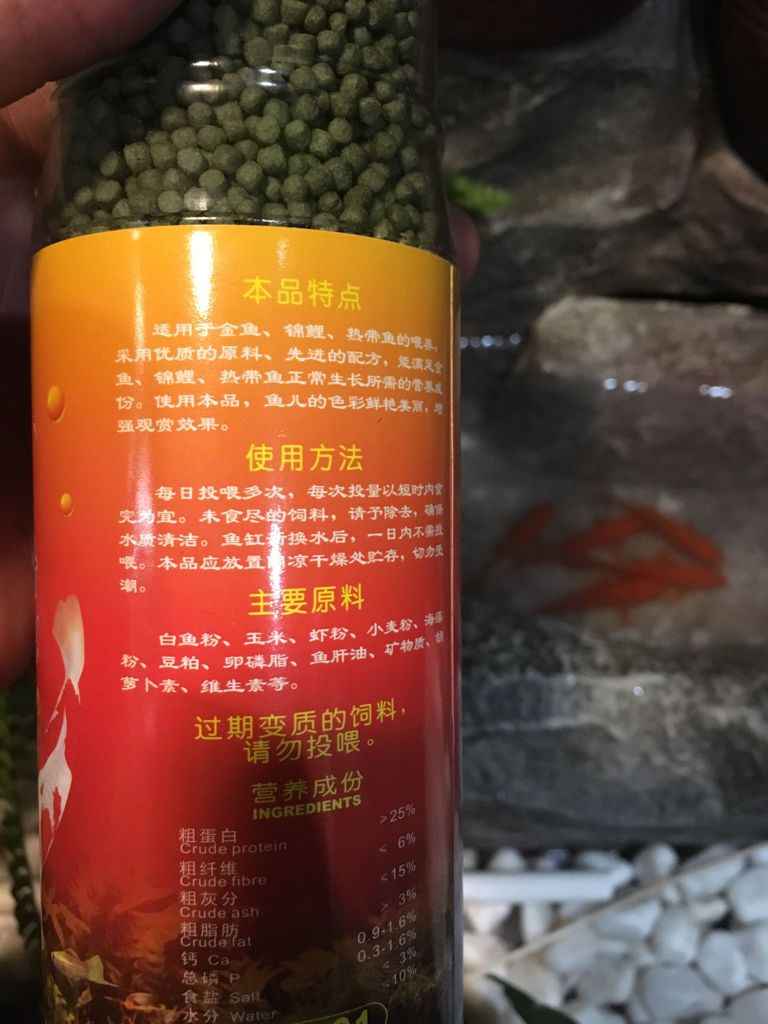 本品特点
适用于金鱼、锦鲤、热带鱼的喂养,
采用优质的原料、先进的配方,能满足金
鱼、锦鲤、热带鱼正常生长所需的营养成
份。使用本品,鱼儿的色彩鲜艳美丽,增
强观赏效果。
使用方法
每日投喂多次,每次投量以短时内食
完为宜。未食尽的饲料,请予除去,确保
水质清洁。鱼缸新换水后,一日内不需投
喂。本品应放置阴凉干燥处贮存,切勿受
潮。
主要原料
白鱼粉、玉米、虾粉、小麦粉、海藻
粉、豆粕、卵磷脂、鱼肝油、矿物质、胡
萝卜素、维生素等。
过期变质的饲料,
请勿投喂。
营养成份
INGREDIENTS
粗蛋白 >25%
Crude protein
粗纤维 < 6%
Crude fibre
粗灰分 <15%
Crude ash
粗脂肪 > 3%
Crude fat
钙 Ca 0.9-1.6%
总磷 P 0.3-1.6%
食盐 Salt < 3%
水分 Water <10%